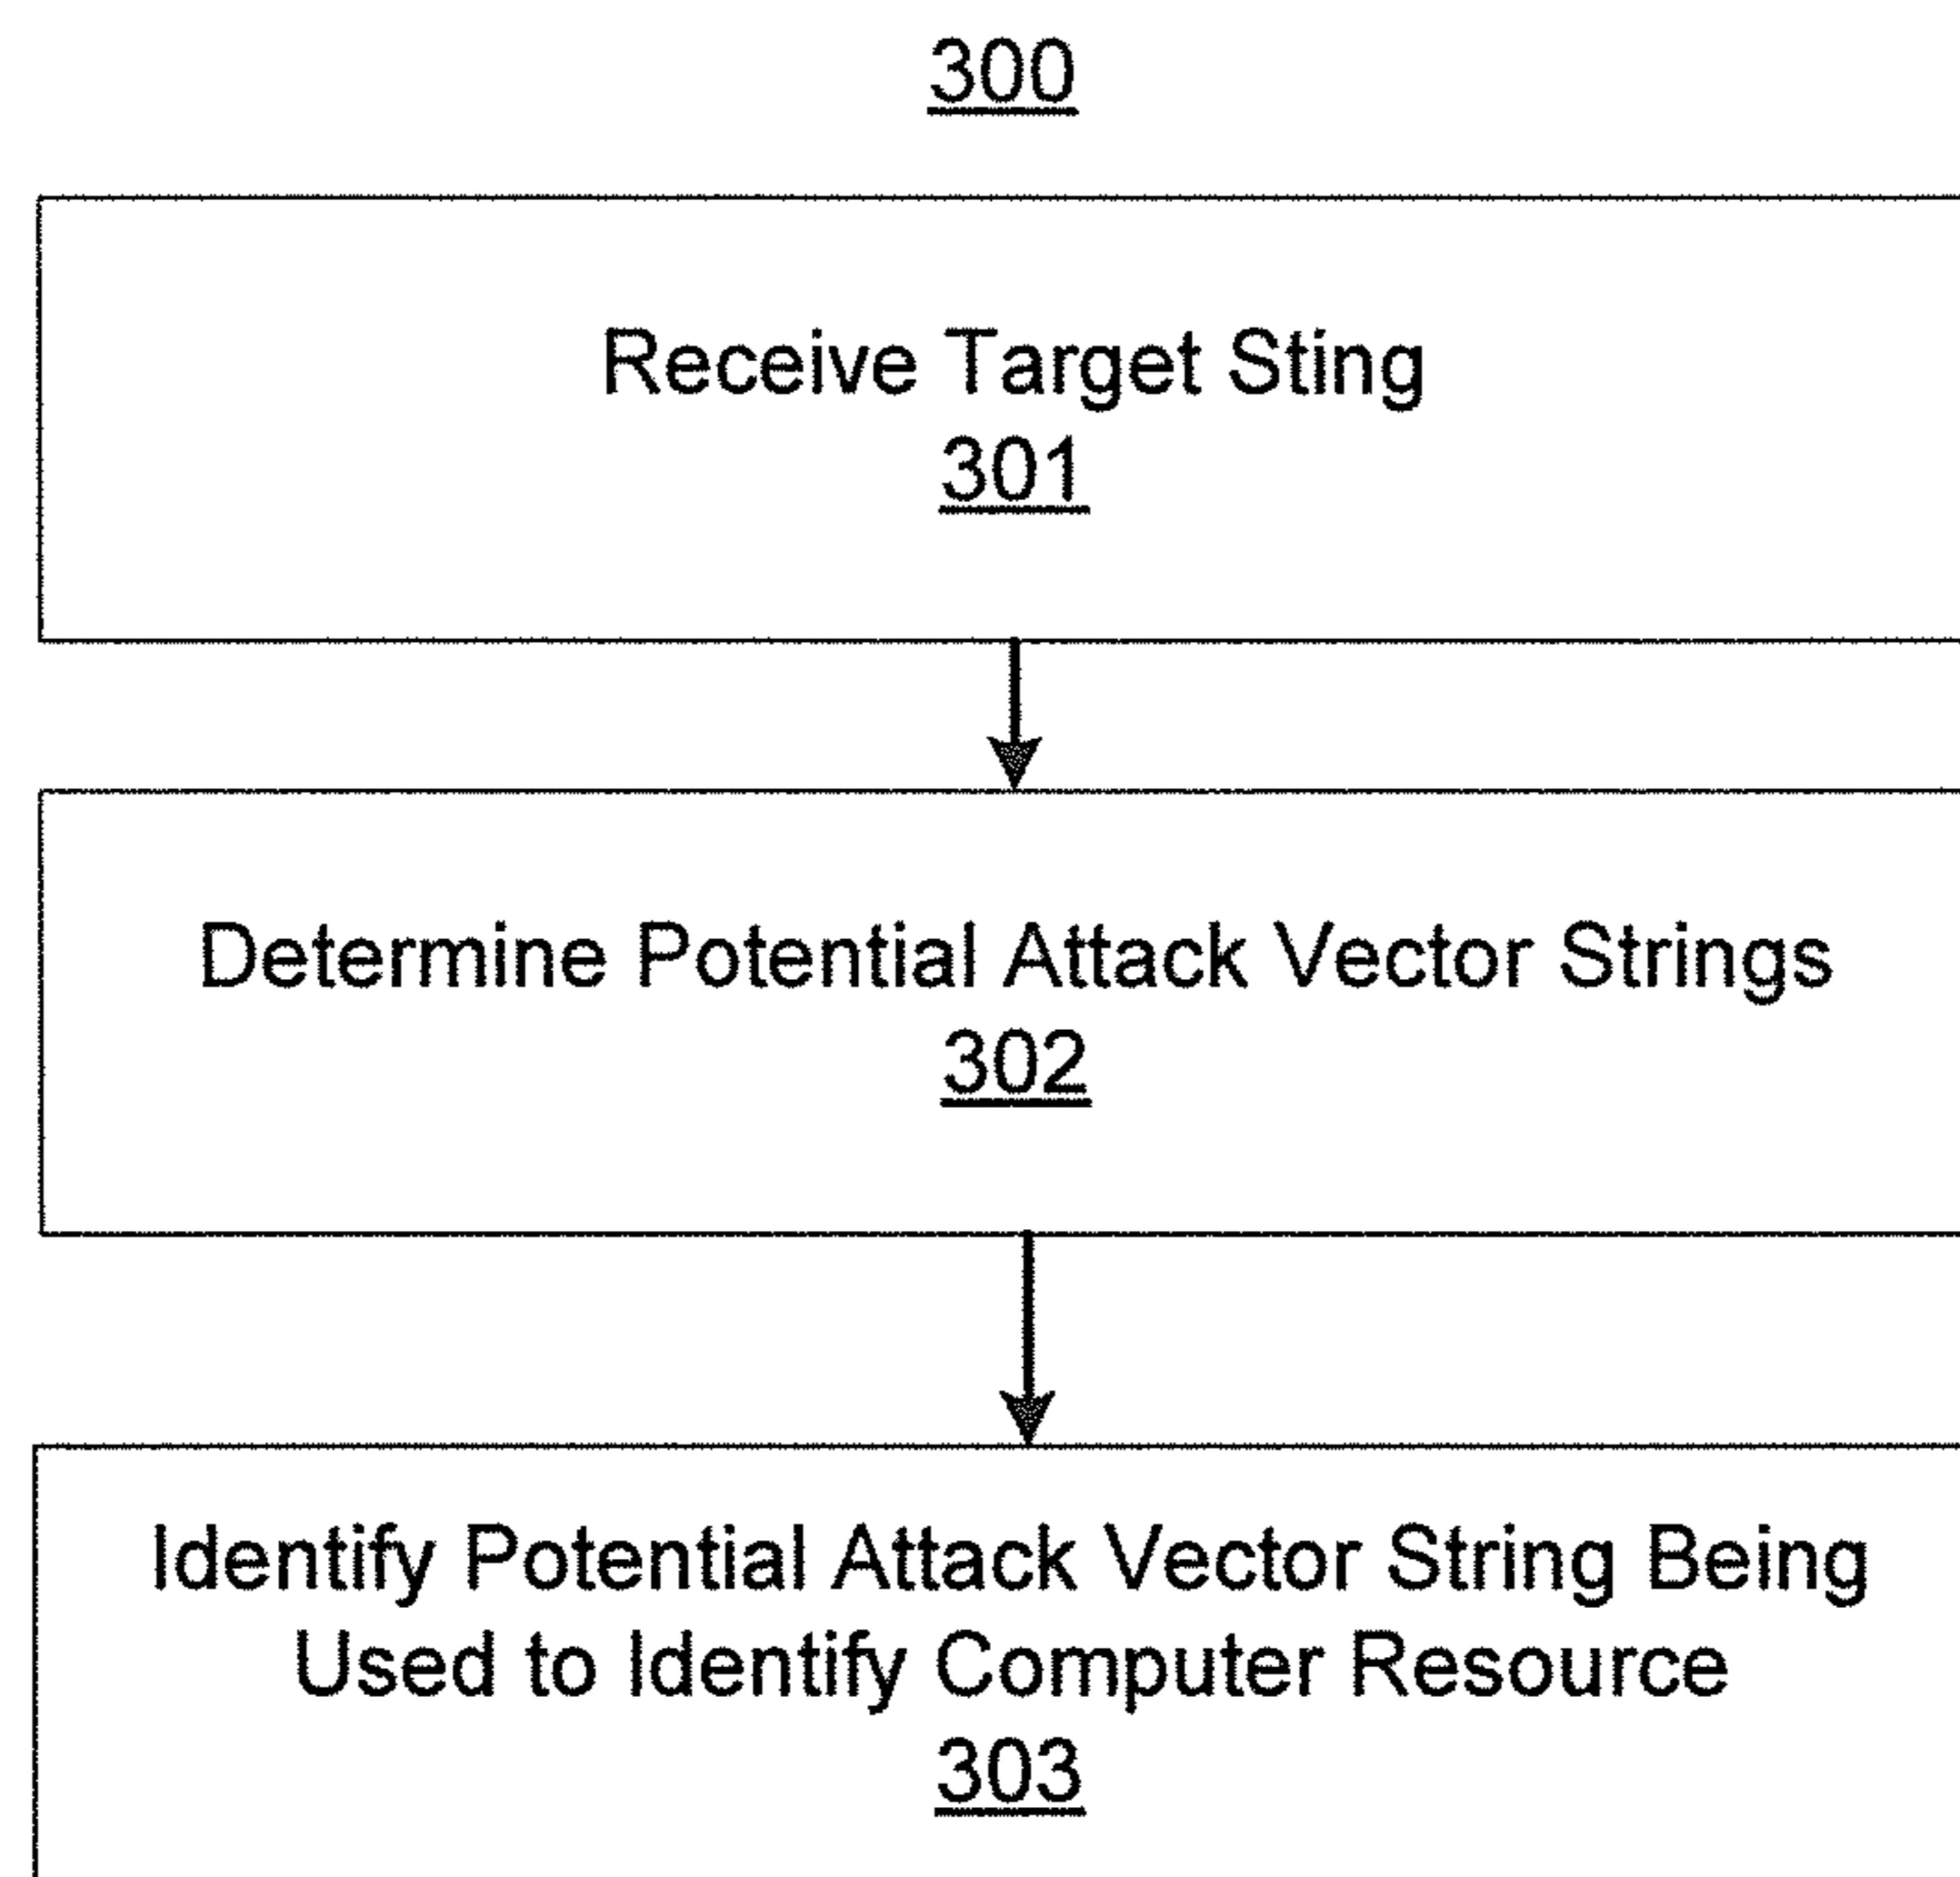 300
Receive Target Sting
301
Determine Potential Attack Vector Strings
302
Identify Potential Attack Vector String Being
Used to Identify Computer Resource
303